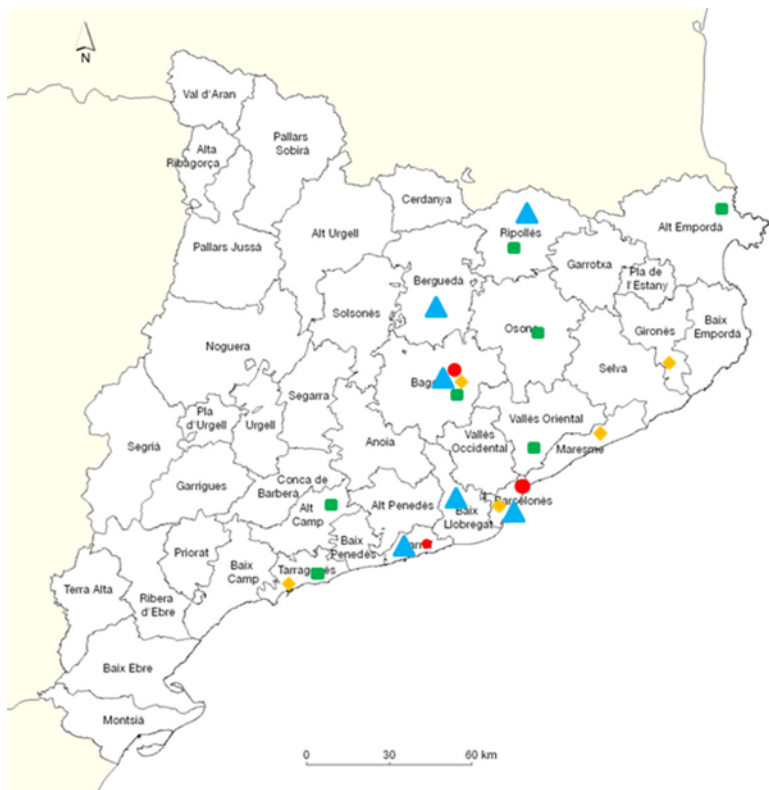 N
Val d'Aran
Pallars
Sobirà
Alta
Ribagorça
Cerdanya
Ripollès
Alt Empordà
Alt Urgell
Pallars Jussà
Garrotxa
Pla de
l'Estany
Berguedà
Solsonès
Gironès
Baix
Empordà
Noguera
Selva
Segarra
Vallès Oriental
Pla
d'Urgell
Urgell
Vallès
Occidental
Maresme
Segrià
Anoia
Garrigues
Conca de
Barberà
Alt
Camp
Alt Penedès
Baix
Llobregat
Barcelonès
Priorat
Baix
Penedès
Baix
Camp
Terra Alta
Ribera
d'Ebre
Baix Ebre
Montsià
0 30 60 km